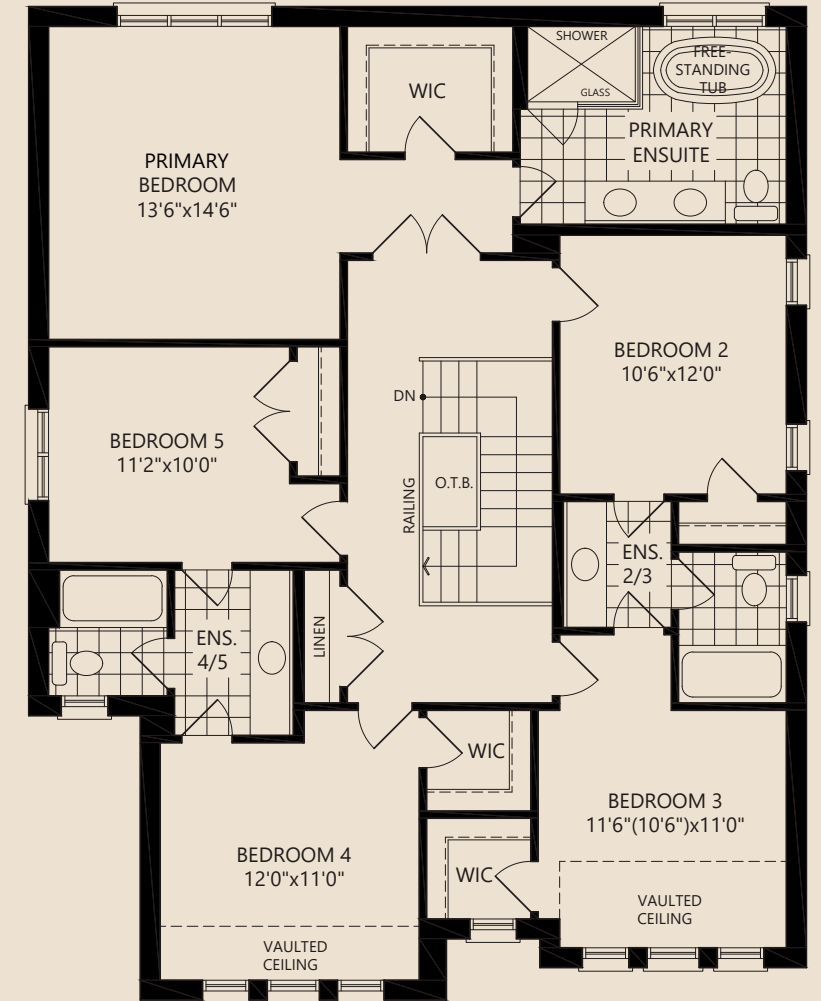 SHOWER
GLASS
FREE-
STANDING
TUB
WIC
PRIMARY
ENSUITE
PRIMARY
BEDROOM
13'6"x14'6"
BEDROOM 2
10'6"x12'0"
DN
BEDROOM 5
11'2"x10'0"
RAILING
O.T.B.
ENS.
2/3
LINEN
ENS.
4/5
WIC
BEDROOM 3
11'6"(10'6")x11'0"
BEDROOM 4
12'0"x11'0"
WIC
VAULTED
CEILING
VAULTED
CEILING